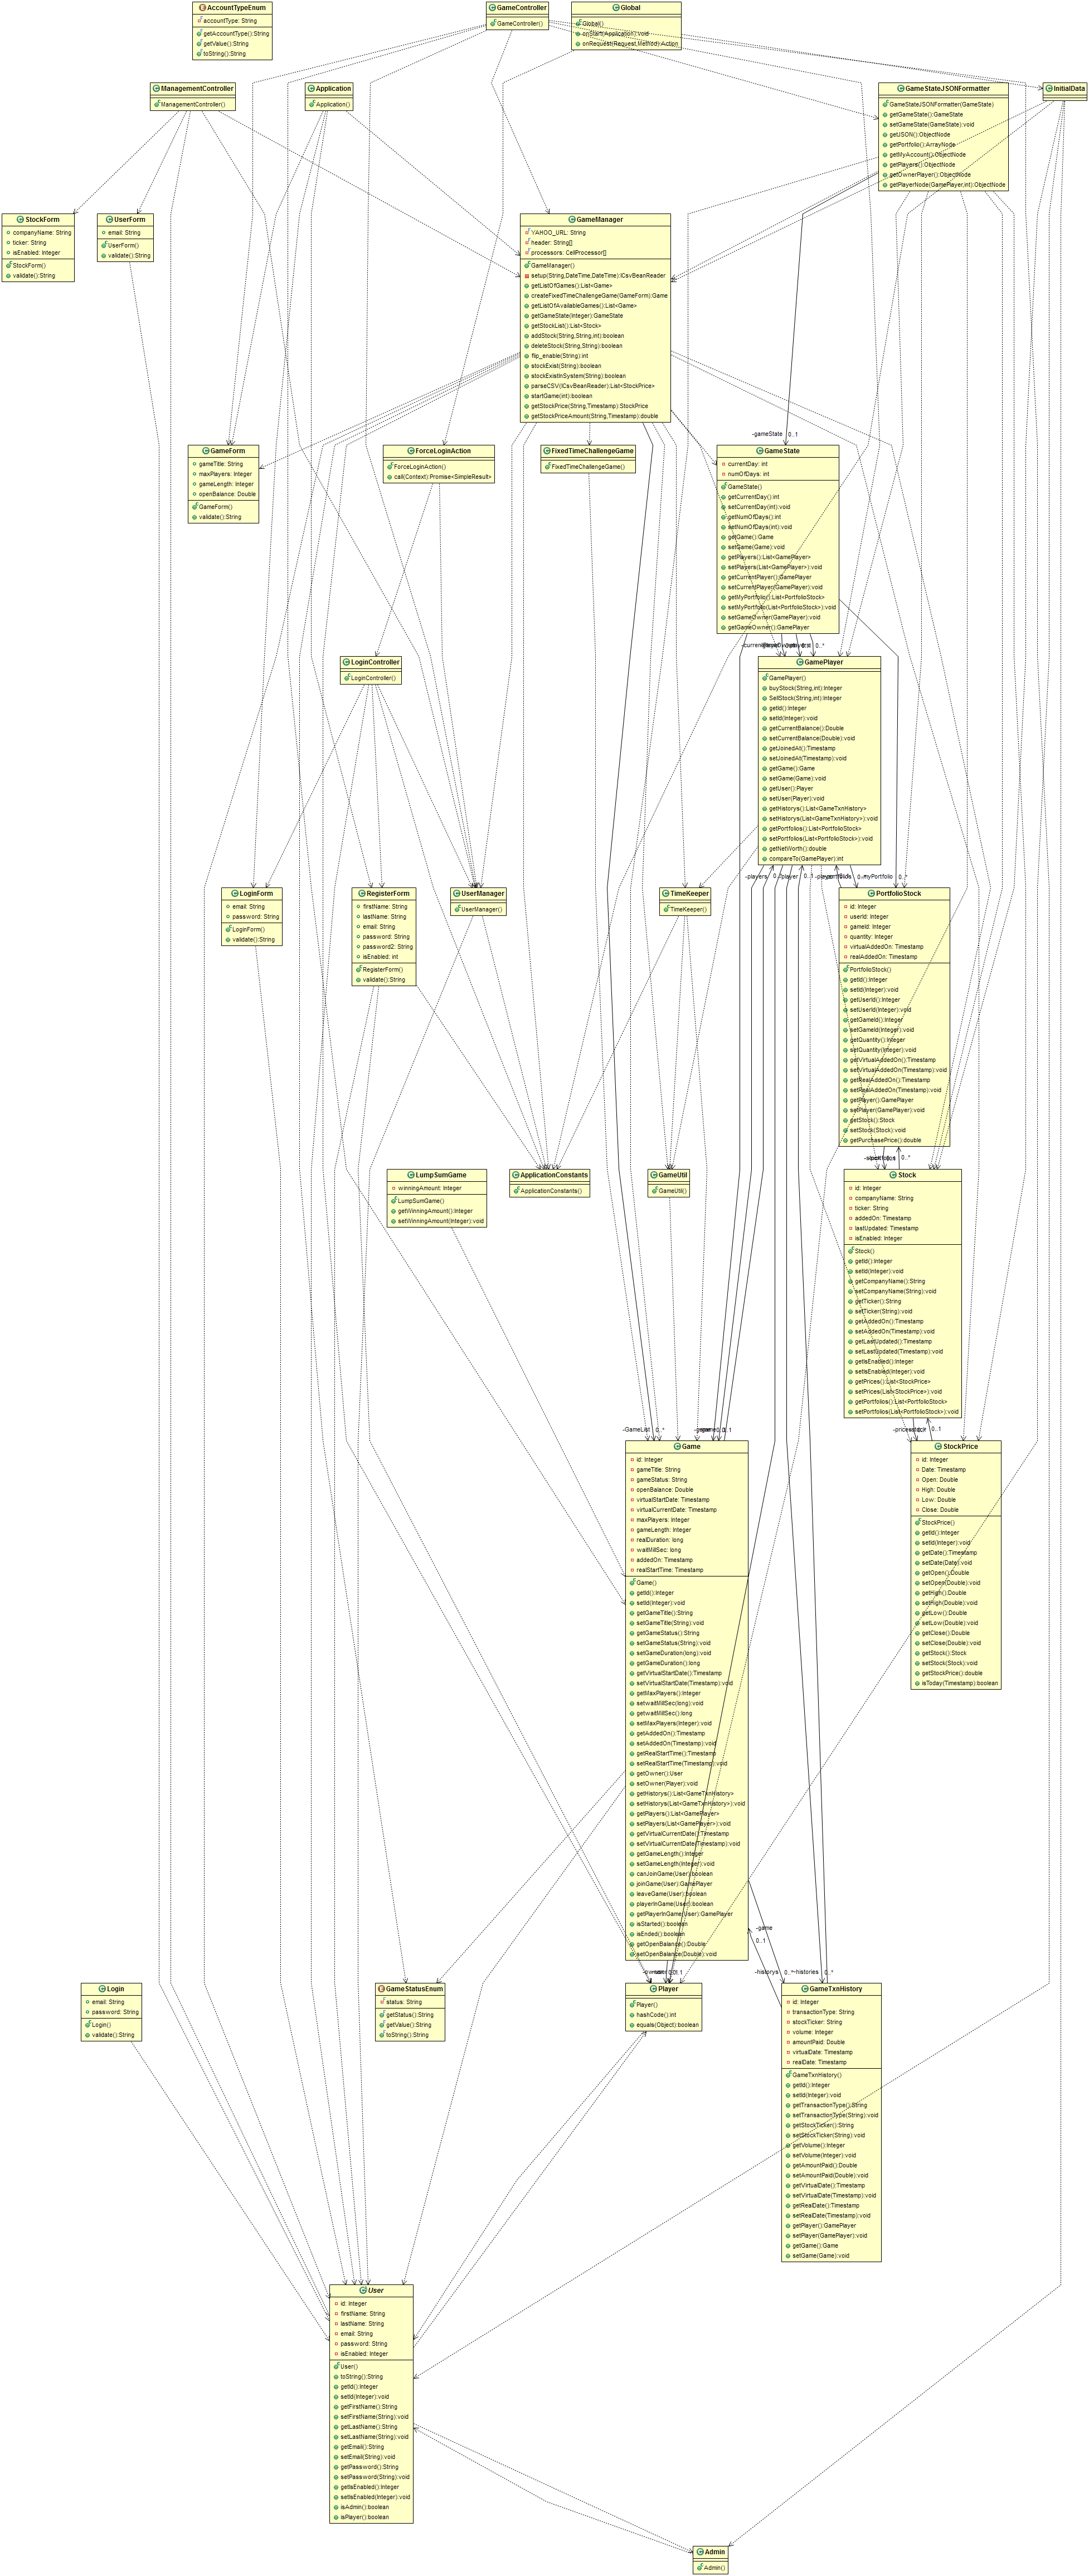 AccountTypeEnum
accountType: String
getAccountType():String
getValue():String
toString():String
GameController
GameController()
Global
Global()
onStart(Application):void
onRequest(Request,Method):Action
ManagementController
ManagementController()
Application
Application()
GameStateJSONFormatter
GameStateJSONFormatter(GameState)
getGameState():GameState
setGameState(GameState):void
getJSON():ObjectNode
getPortfolio():ArrayNode
getMyAccount():ObjectNode
getPlayers():ObjectNode
getOwnerPlayer():ObjectNode
getPlayerNode(GamePlayer,int):ObjectNode
InitialData
StockForm
companyName: String
ticker: String
isEnabled: Integer
StockForm()
validate():String
UserForm
email: String
UserForm()
validate():String
GameManager
YAHOO_URL: String
header: String[]
processors: CellProcessor[]
GameManager()
setup(String,DateTime,DateTime):ICsvBeanReader
getListOfGames():List<Game>
createFixedTimeChallengeGame(GameForm):Game
getListOfAvailableGames():List<Game>
getGameState(Integer):GameState
getStockList():List<Stock>
addStock(String,String,int):boolean
deleteStock(String,String):boolean
flip_enable(String):int
stockExist(String):boolean
stockExistInSystem(String):boolean
parseCSV(ICsvBeanReader):List<StockPrice>
startGame(int):boolean
getStockPrice(String,Timestamp):StockPrice
getStockPriceAmount(String,Timestamp):double
-gameState
0..1
GameForm
gameTitle: String
maxPlayers: Integer
gameLength: Integer
openBalance: Double
GameForm()
validate():String
ForceLoginAction
ForceLoginAction()
call(Context):Promise<SimpleResult>
FixedTimeChallengeGame
FixedTimeChallengeGame()
GameState
currentDay: int
numOfDays: int
GameState()
getCurrentDay():int
setCurrentDay(int):void
getNumOfDays():int
setNumOfDays(int):void
getGame():Game
setGame(Game):void
getPlayers():List<GamePlayer>
setPlayers(List<GamePlayer>):void
getCurrentPlayer():GamePlayer
setCurrentPlayer(GamePlayer):void
getMyPortfolio():List<PortfolioStock>
setMyPortfolio(List<PortfolioStock>):void
setGameOwner(GamePlayer):void
getGameOwner():GamePlayer
0..*
LoginController
LoginController()
GamePlayer
GamePlayer()
buyStock(String,int):Integer
SellStock(String,int):Integer
getId():Integer
setId(Integer):void
getCurrentBalance():Double
setCurrentBalance(Double):void
getJoinedAt():Timestamp
setJoinedAt(Timestamp):void
getGame():Game
setGame(Game):void
getUser():Player
setUser(Player):void
getHistorys():List<GameTxnHistory>
setHistorys(List<GameTxnHistory>):void
getPortfolios():List<PortfolioStock>
setPortfolios(List<PortfolioStock>):void
getNetWorth():double
compareTo(GamePlayer):int
-players
-player
0..1
-myPortfolio
0..*
LoginForm
email: String
password: String
LoginForm()
validate():String
RegisterForm
firstName: String
lastName: String
email: String
password: String
password2: String
isEnabled: int
RegisterForm()
validate():String
UserManager
UserManager()
TimeKeeper
TimeKeeper()
PortfolioStock
id: Integer
userId: Integer
gameId: Integer
quantity: Integer
virtualAddedOn: Timestamp
realAddedOn: Timestamp
PortfolioStock()
getId():Integer
setId(Integer):void
getUserId():Integer
setUserId(Integer):void
getGameId():Integer
setGameId(Integer):void
getQuantity():Integer
setQuantity(Integer):void
getVirtualAddedOn():Timestamp
setVirtualAddedOn(Timestamp):void
getRealAddedOn():Timestamp
setRealAddedOn(Timestamp):void
getPlayer():GamePlayer
setPlayer(GamePlayer):void
getStock():Stock
setStock(Stock):void
getPurchasePrice():double
0..*
LumpSumGame
winningAmount: Integer
LumpSumGame()
getWinningAmount():Integer
setWinningAmount(Integer):void
ApplicationConstants
ApplicationConstants()
GameUtil
GameUtil()
Stock
id: Integer
companyName: String
ticker: String
addedOn: Timestamp
lastUpdated: Timestamp
isEnabled: Integer
Stock()
getId():Integer
setId(Integer):void
getCompanyName():String
setCompanyName(String):void
getTicker():String
setTicker(String):void
getAddedOn():Timestamp
setAddedOn(Timestamp):void
getLastUpdated():Timestamp
setLastUpdated(Timestamp):void
getIsEnabled():Integer
setIsEnabled(Integer):void
getPrices():List<StockPrice>
setPrices(List<StockPrice>):void
getPortfolios():List<PortfolioStock>
setPortfolios(List<PortfolioStock>):void
0..1
-GameList
0..*
0..1
Game
id: Integer
gameTitle: String
gameStatus: String
openBalance: Double
virtualStartDate: Timestamp
virtualCurrentDate: Timestamp
maxPlayers: Integer
gameLength: Integer
realDuration: long
waitMillSec: long
addedOn: Timestamp
realStartTime: Timestamp
Game()
getId():Integer
setId(Integer):void
getGameTitle():String
setGameTitle(String):void
getGameStatus():String
setGameStatus(String):void
setGameDuration(long):void
getGameDuration():long
getVirtualStartDate():Timestamp
setVirtualStartDate(Timestamp):void
getMaxPlayers():Integer
setwaitMillSec(long):void
getwaitMillSec():long
setMaxPlayers(Integer):void
getAddedOn():Timestamp
setAddedOn(Timestamp):void
getRealStartTime():Timestamp
setRealStartTime(Timestamp):void
getOwner():User
setOwner(Player):void
getHistorys():List<GameTxnHistory>
setHistorys(List<GameTxnHistory>):void
getPlayers():List<GamePlayer>
setPlayers(List<GamePlayer>):void
getVirtualCurrentDate():Timestamp
setVirtualCurrentDate(Timestamp):void
getGameLength():Integer
setGameLength(Integer):void
canJoinGame(User):boolean
joinGame(User):GamePlayer
leaveGame(User):boolean
playerInGame(User):boolean
getPlayerInGame(User):GamePlayer
isStarted():boolean
isEnded():boolean
getOpenBalance():Double
setOpenBalance(Double):void
StockPrice
id: Integer
Date: Timestamp
Open: Double
High: Double
Low: Double
Close: Double
StockPrice()
getId():Integer
setId(Integer):void
getDate():Timestamp
setDate(Date):void
getOpen():Double
setOpen(Double):void
getHigh():Double
setHigh(Double):void
getLow():Double
setLow(Double):void
getClose():Double
setClose(Double):void
getStock():Stock
setStock(Stock):void
getStockPrice():double
isToday(Timestamp):boolean
-game
0..1
-historys
0..*
-histories
0..*
Login
email: String
password: String
Login()
validate():String
GameStatusEnum
status: String
getStatus():String
getValue():String
toString():String
Player
Player()
hashCode():int
equals(Object):boolean
GameTxnHistory
id: Integer
transactionType: String
stockTicker: String
volume: Integer
amountPaid: Double
virtualDate: Timestamp
realDate: Timestamp
GameTxnHistory()
getId():Integer
setId(Integer):void
getTransactionType():String
setTransactionType(String):void
getStockTicker():String
setStockTicker(String):void
getVolume():Integer
setVolume(Integer):void
getAmountPaid():Double
setAmountPaid(Double):void
getVirtualDate():Timestamp
setVirtualDate(Timestamp):void
getRealDate():Timestamp
setRealDate(Timestamp):void
getPlayer():GamePlayer
setPlayer(GamePlayer):void
getGame():Game
setGame(Game):void
User
id: Integer
firstName: String
lastName: String
email: String
password: String
isEnabled: Integer
User()
toString():String
getId():Integer
setId(Integer):void
getFirstName():String
setFirstName(String):void
getLastName():String
setLastName(String):void
getEmail():String
setEmail(String):void
getPassword():String
setPassword(String):void
getIsEnabled():Integer
setIsEnabled(Integer):void
isAdmin():boolean
isPlayer():boolean
Admin
Admin()